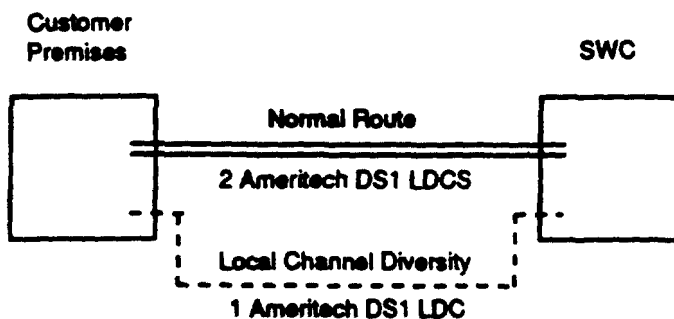 Customer
Premises
SWC
Normal Route
2 Ameritech DS1 LDCS
Local Channel Diversity
1 Ameritech DS1 LDC